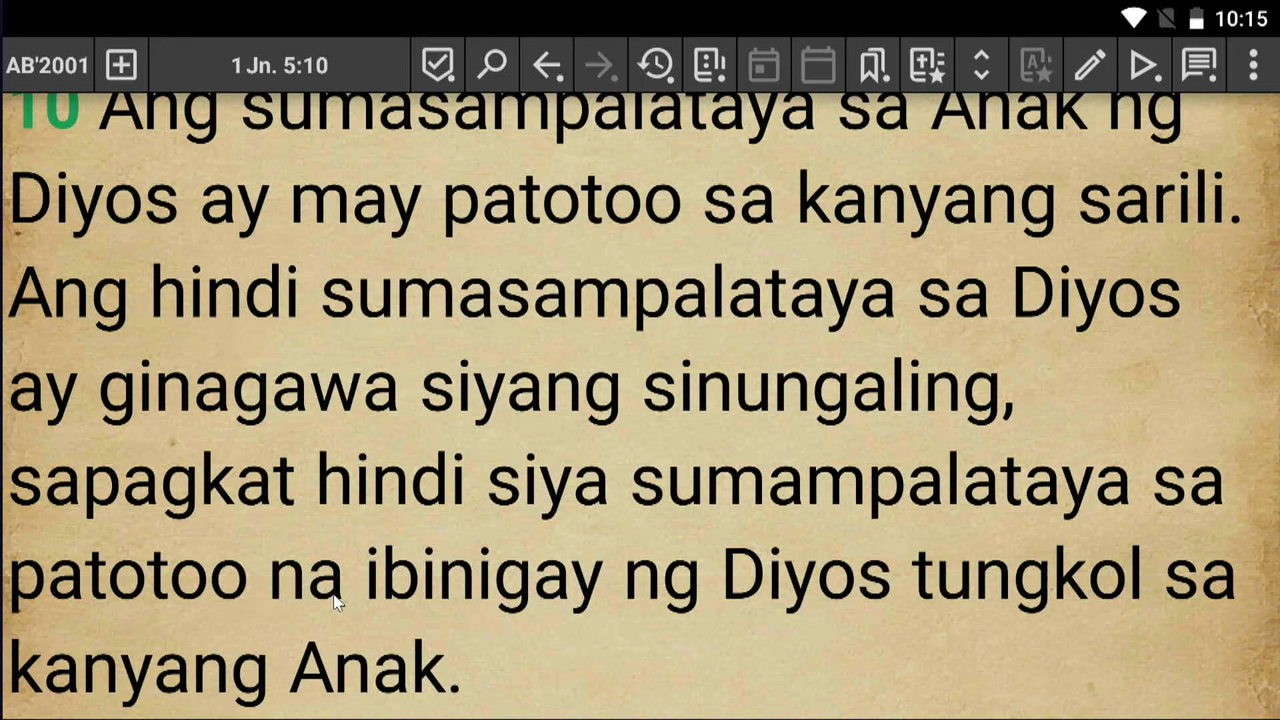 10:15
AB'2001 1 Jn. 5:10
10 Ang sumasampalataya sa Anak ng
Diyos ay may patotoo sa kanyang sarili.
Ang hindi sumasampalataya sa Diyos
ay ginagawa siyang sinungaling,
sapagkat hindi siya sumampalataya sa
patotoo na ibinigay ng Diyos tungkol sa
kanyang Anak.